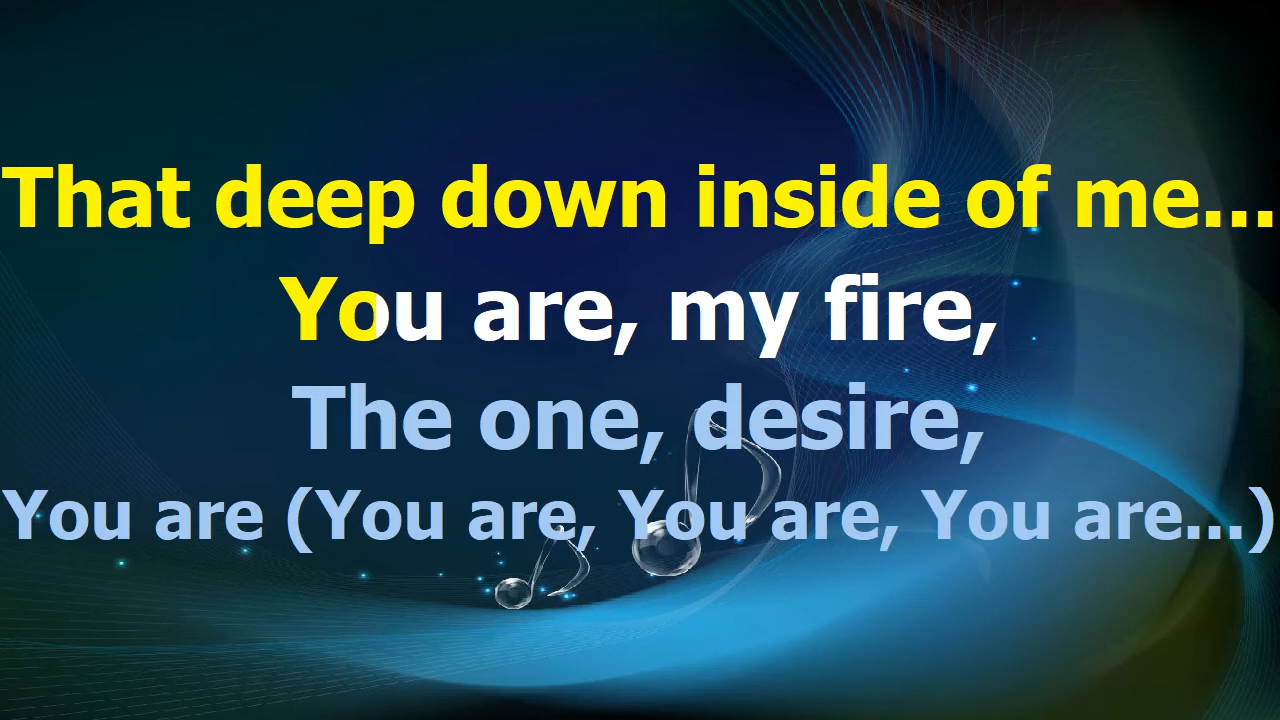 That deep down inside of me...
You are, my fire,
The one, desire,
You are (You are, You are, You are...)